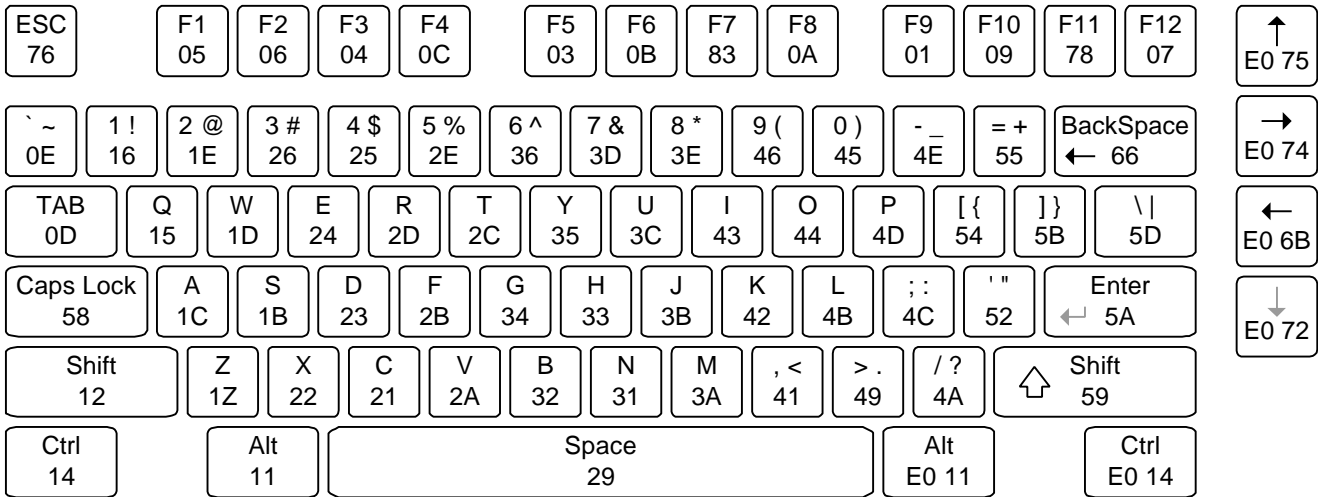 ESC F1 F2 F3 F4 F5 F6 F7 F8 F9 F10 F11 F12 ↑
76 05 06 04 0C 03 0B 83 0A 01 09 78 07 E0 75
` ~ 1 ! 2 @ 3 # 4 $ 5 % 6 ^ 7 & 8 * 9 ( 0 ) - _ = + BackSpace →
0E 16 1E 26 25 2E 36 3D 3E 46 45 4E 55 ← 66 E0 74
TAB Q W E R T Y U I O P [ { ] } \ | ←
0D 15 1D 24 2D 2C 35 3C 43 44 4D 54 5B 5D E0 6B
Caps Lock A S D F G H J K L ; : ' " Enter ↓
58 1C 1B 23 2B 34 33 3B 42 4B 4C 52 ↵ 5A E0 72
Shift Z X C V B N M , < > . / ? ⇧ Shift
12 1Z 22 21 2A 32 31 3A 41 49 4A 59
Ctrl Alt Space Alt Ctrl
14 11 29 E0 11 E0 14